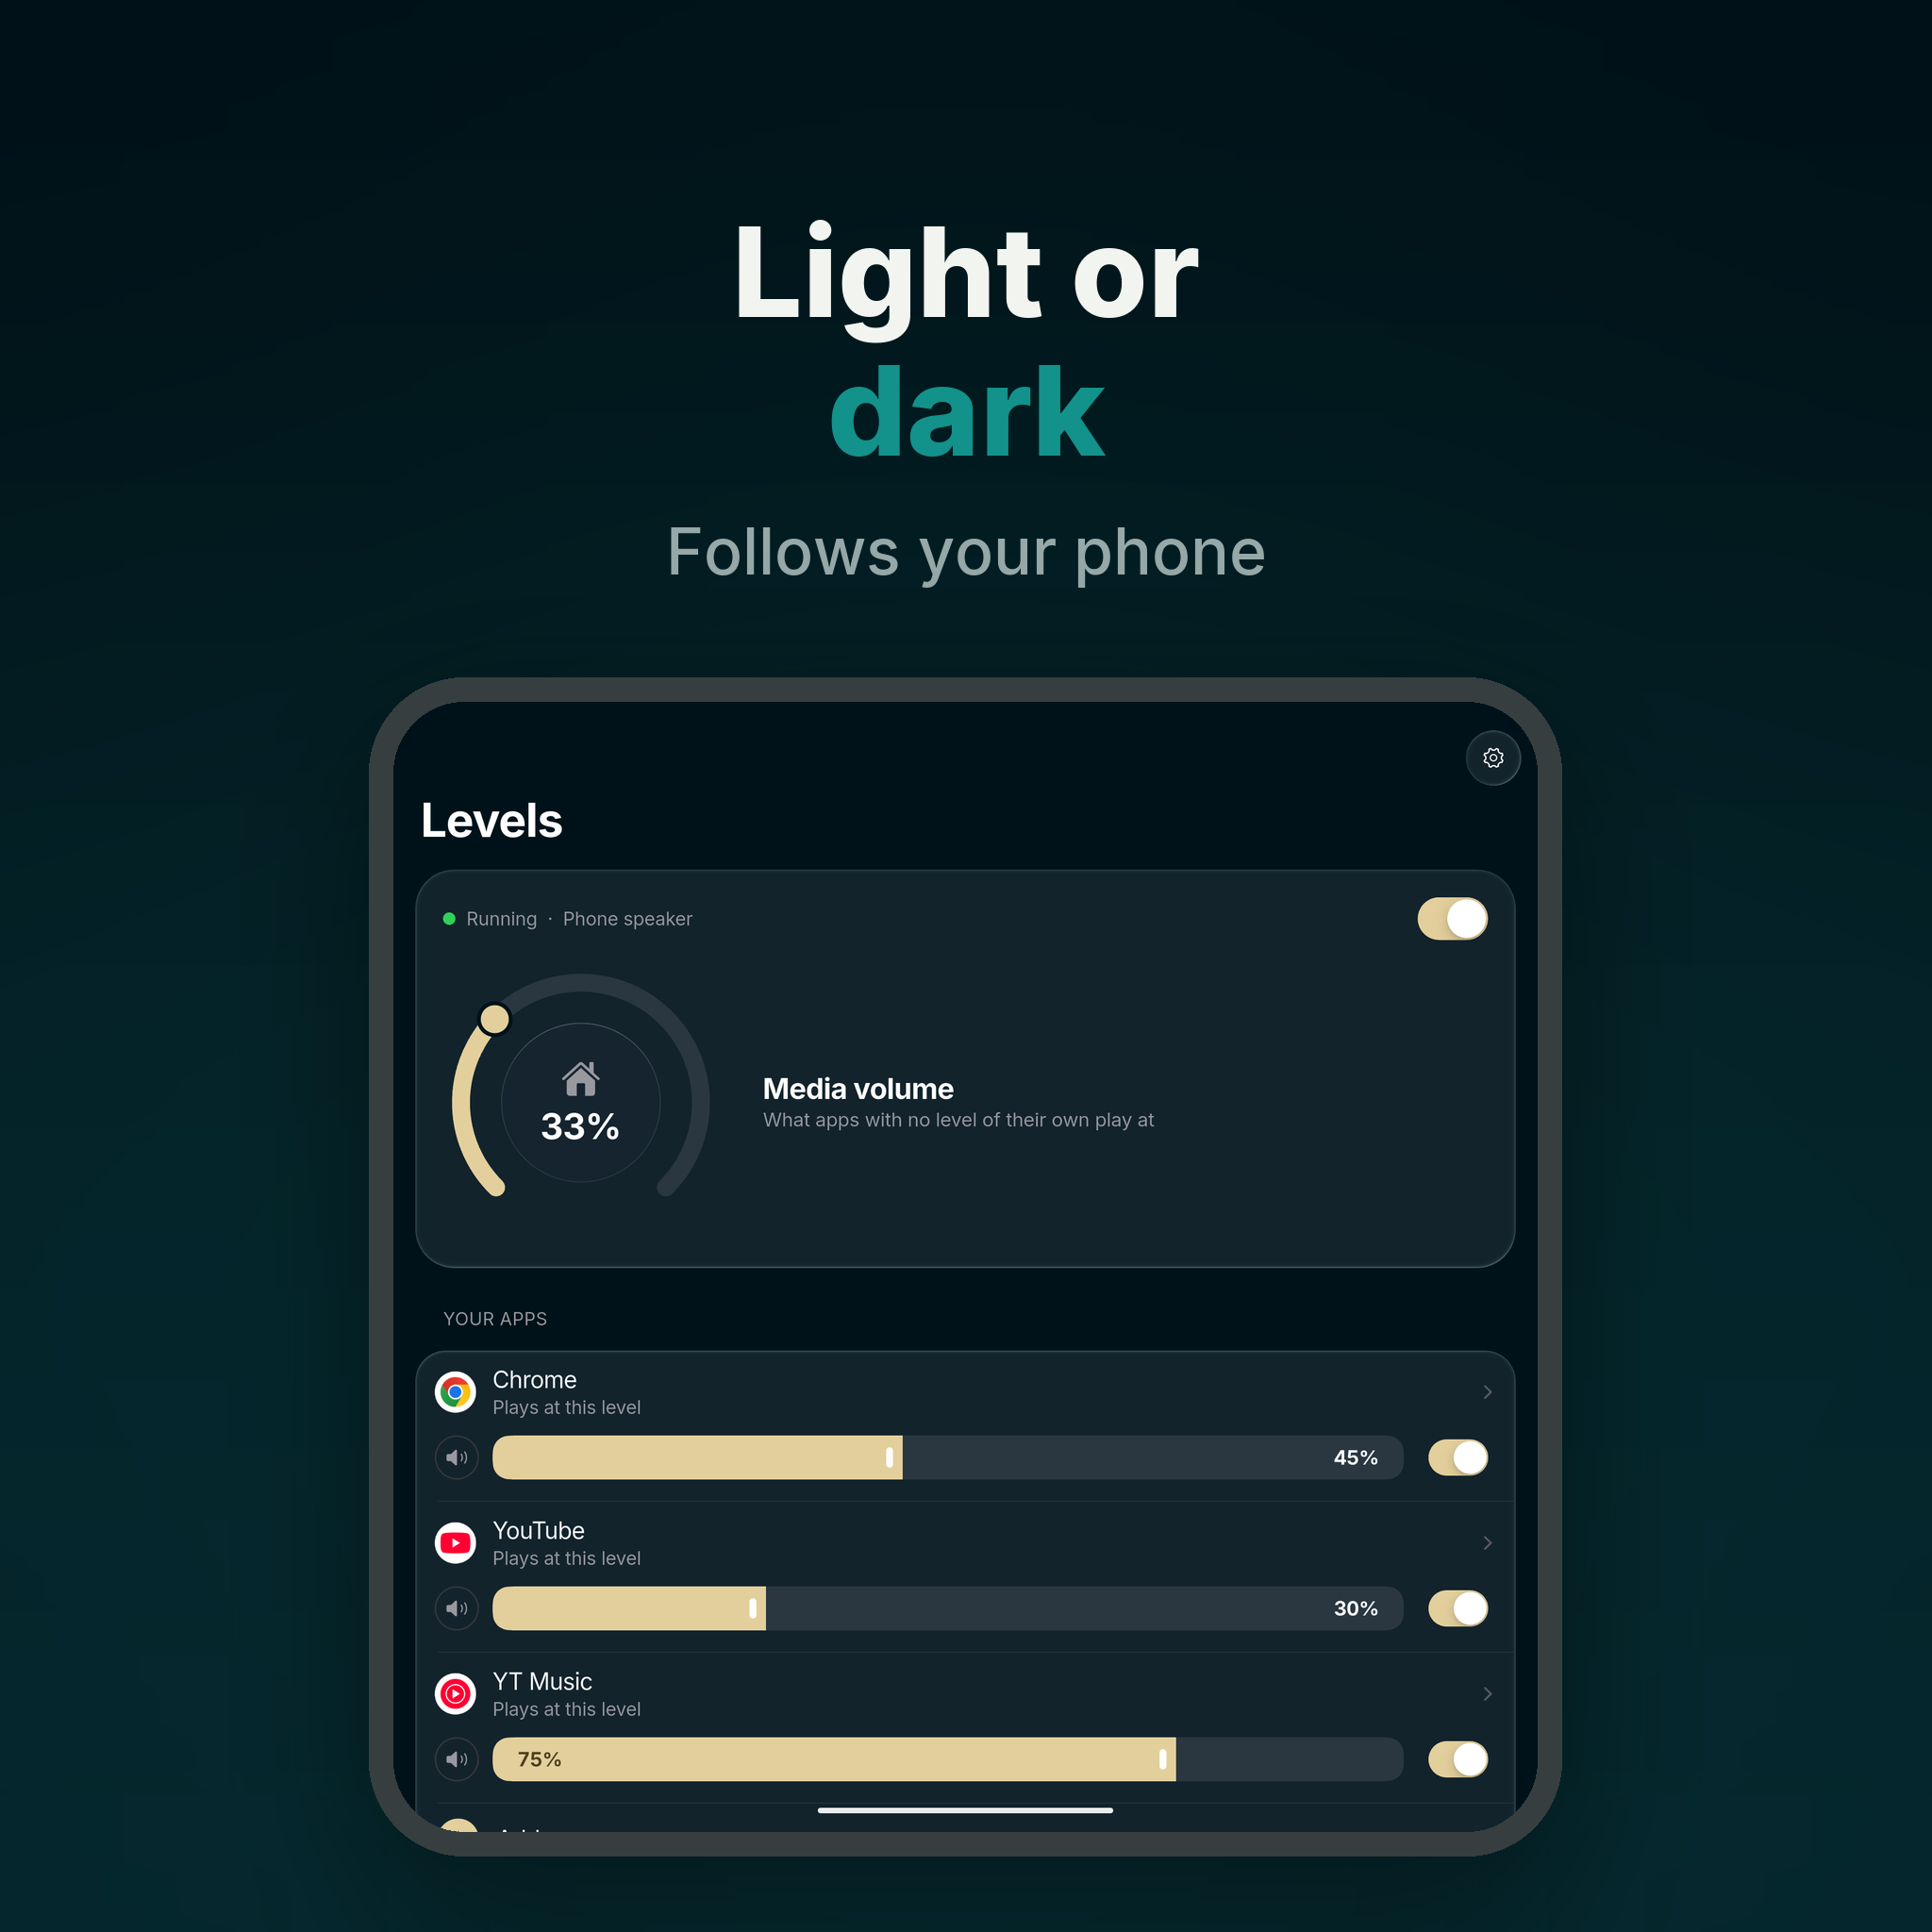 Light or
dark
Follows your phone
Levels
Running · Phone speaker
33%
Media volume
What apps with no level of their own play at
YOUR APPS
Chrome
Plays at this level
45%
YouTube
Plays at this level
30%
YT Music
Plays at this level
75%